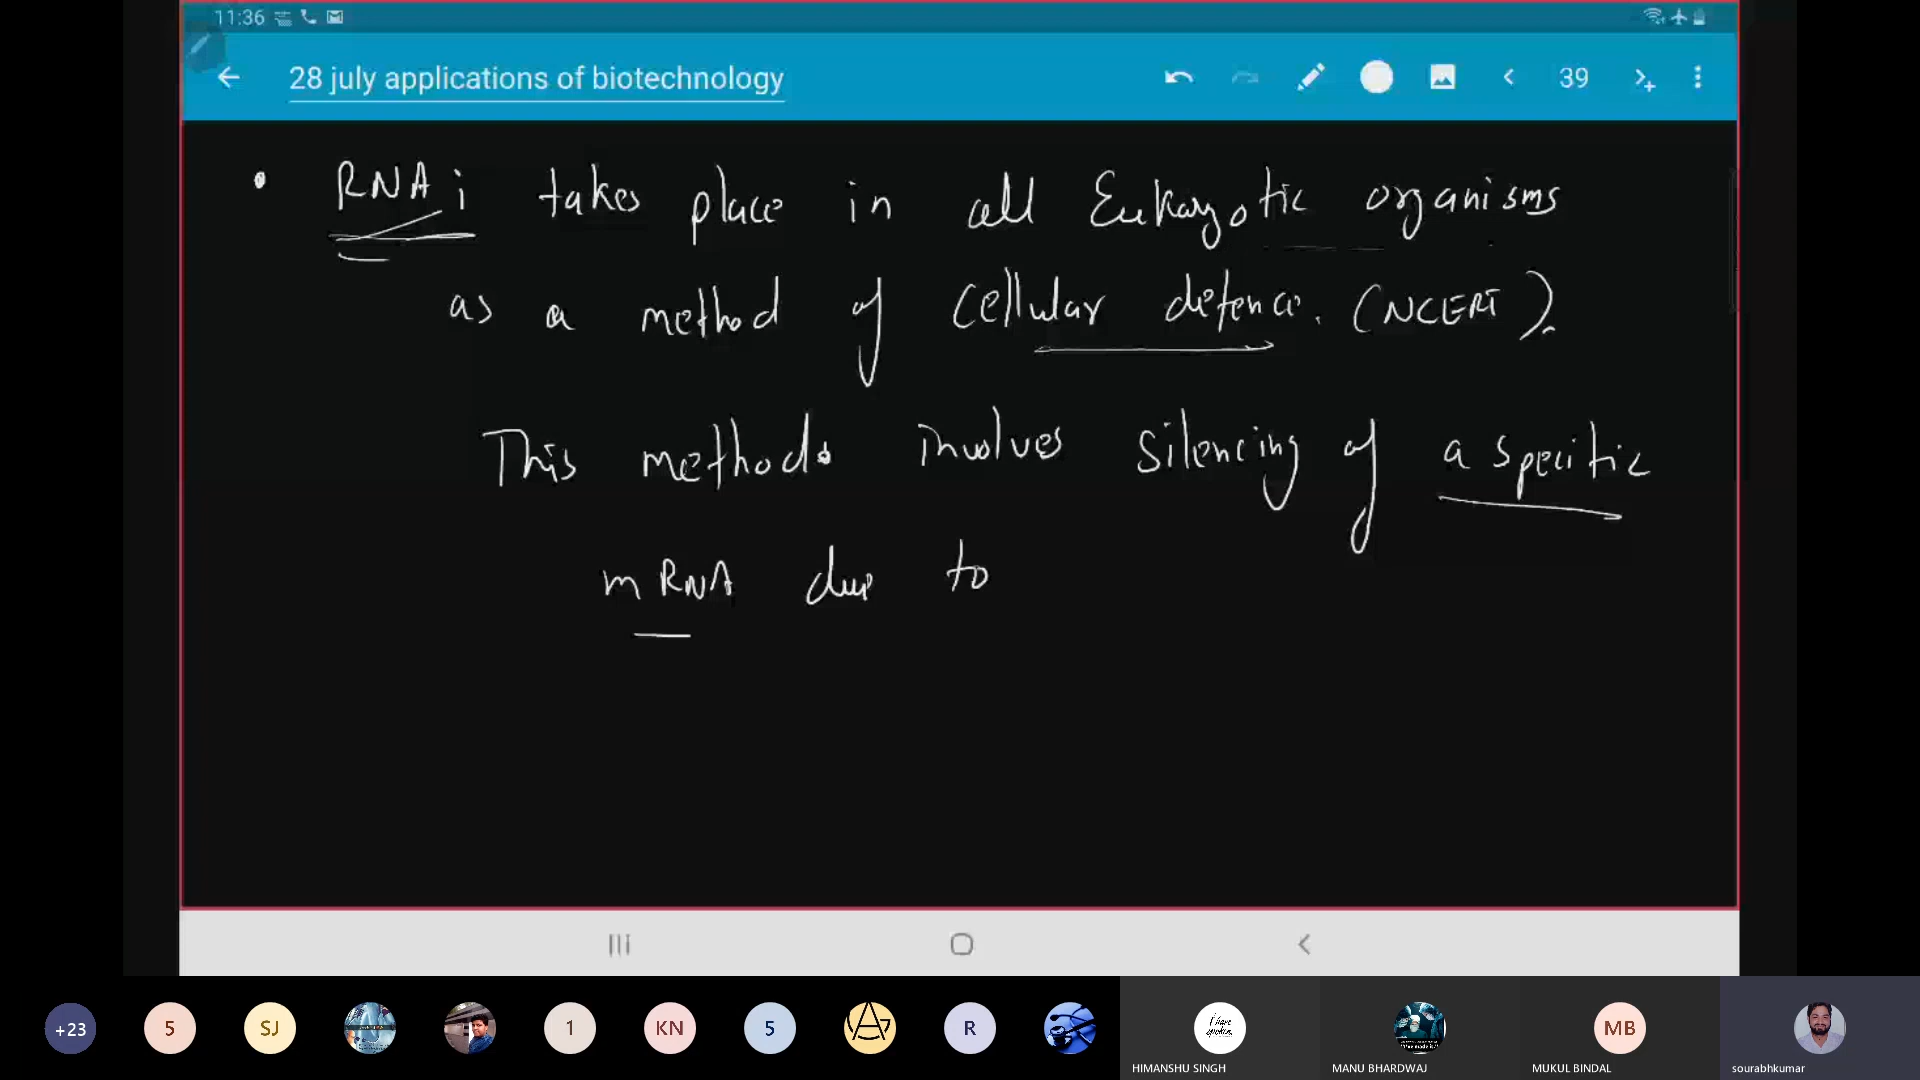 11:36
28 july applications of biotechnology
39
RNAi takes place in all Eukaryotic organisms
as a method of Cellular defence. (NCERT).
This method involves silencing of a specific
mRNA due to
+23 5 SJ 1 KN 5 R MB
HIMANSHU SINGH MANU BHARDWAJ MUKUL BINDAL sourabhkumar